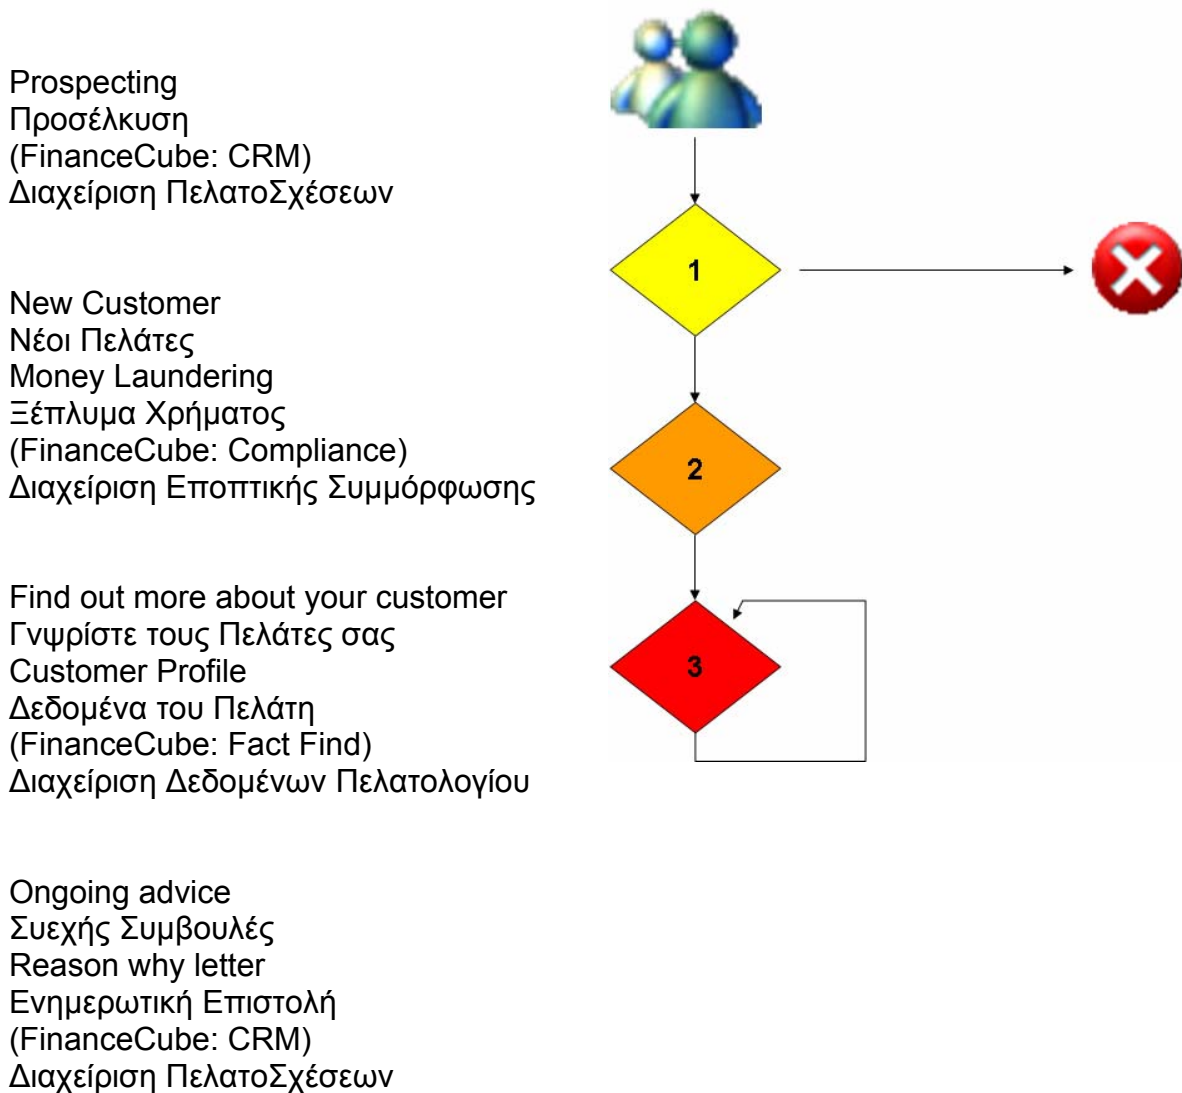 Prospecting
Προσέλκυση
(FinanceCube: CRM)
Διαχείριση ΠελατοΣχέσεων
1
New Customer
Νέοι Πελάτες
Money Laundering
Ξέπλυμα Χρήματος
(FinanceCube: Compliance)
Διαχείριση Εποπτικής Συμμόρφωσης
2
Find out more about your customer
Γνψρίστε τους Πελάτες σας
Customer Profile
Δεδομένα του Πελάτη
(FinanceCube: Fact Find)
Διαχείριση Δεδομένων Πελατολογίου
3
Ongoing advice
Συεχής Συμβουλές
Reason why letter
Ενημερωτική Επιστολή
(FinanceCube: CRM)
Διαχείριση ΠελατοΣχέσεων